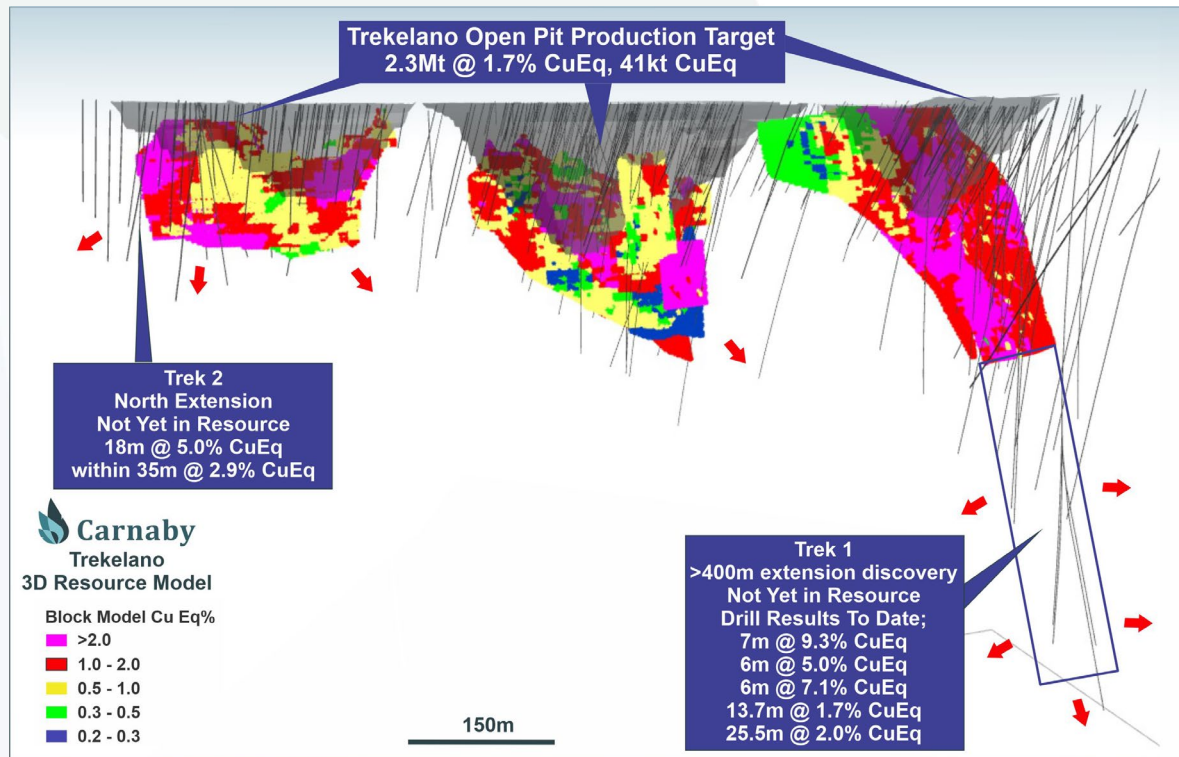 Trekelano Open Pit Production Target
2.3Mt @ 1.7% CuEq, 41kt CuEq
Trek 2
North Extension
Not Yet in Resource
18m @ 5.0% CuEq
within 35m @ 2.9% CuEq
Carnaby
Trekelano
3D Resource Model
Block Model Cu Eq%
>2.0
1.0 - 2.0
0.5 - 1.0
0.3 - 0.5
0.2 - 0.3
150m
Trek 1
>400m extension discovery
Not Yet in Resource
Drill Results To Date;
7m @ 9.3% CuEq
6m @ 5.0% CuEq
6m @ 7.1% CuEq
13.7m @ 1.7% CuEq
25.5m @ 2.0% CuEq